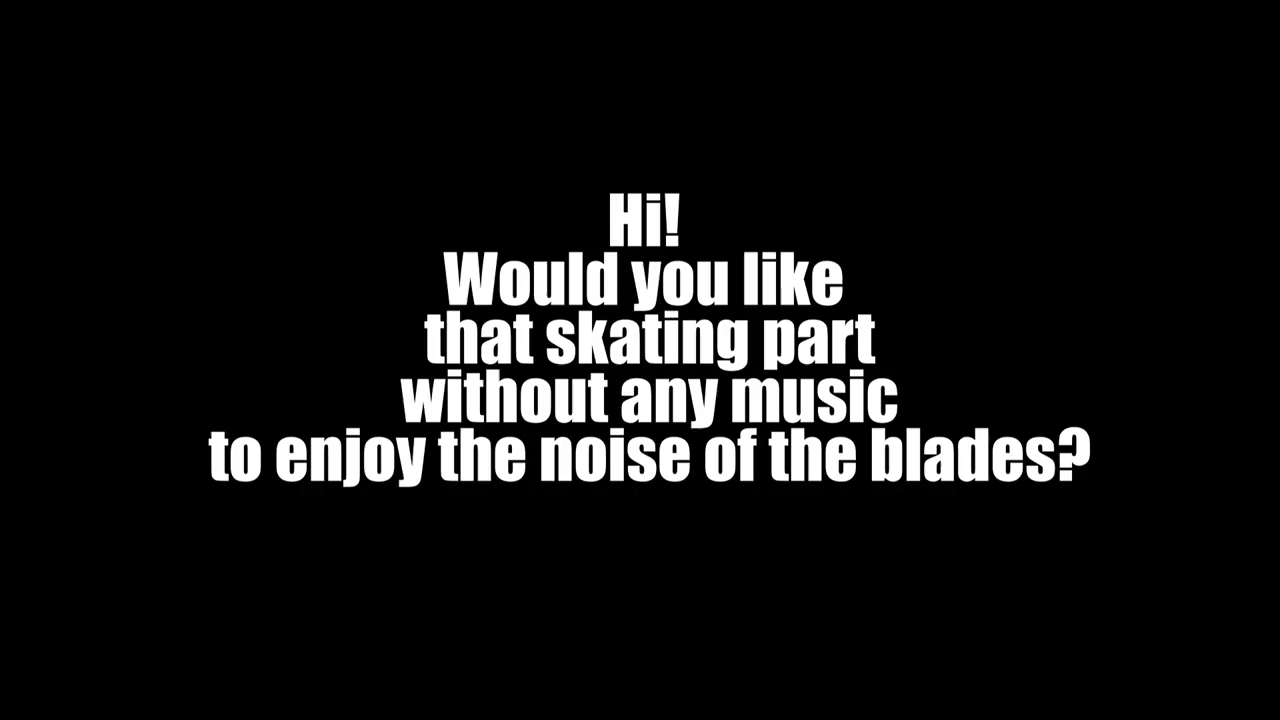 Hi!
Would you like
that skating part
without any music
to enjoy the noise of the blades?